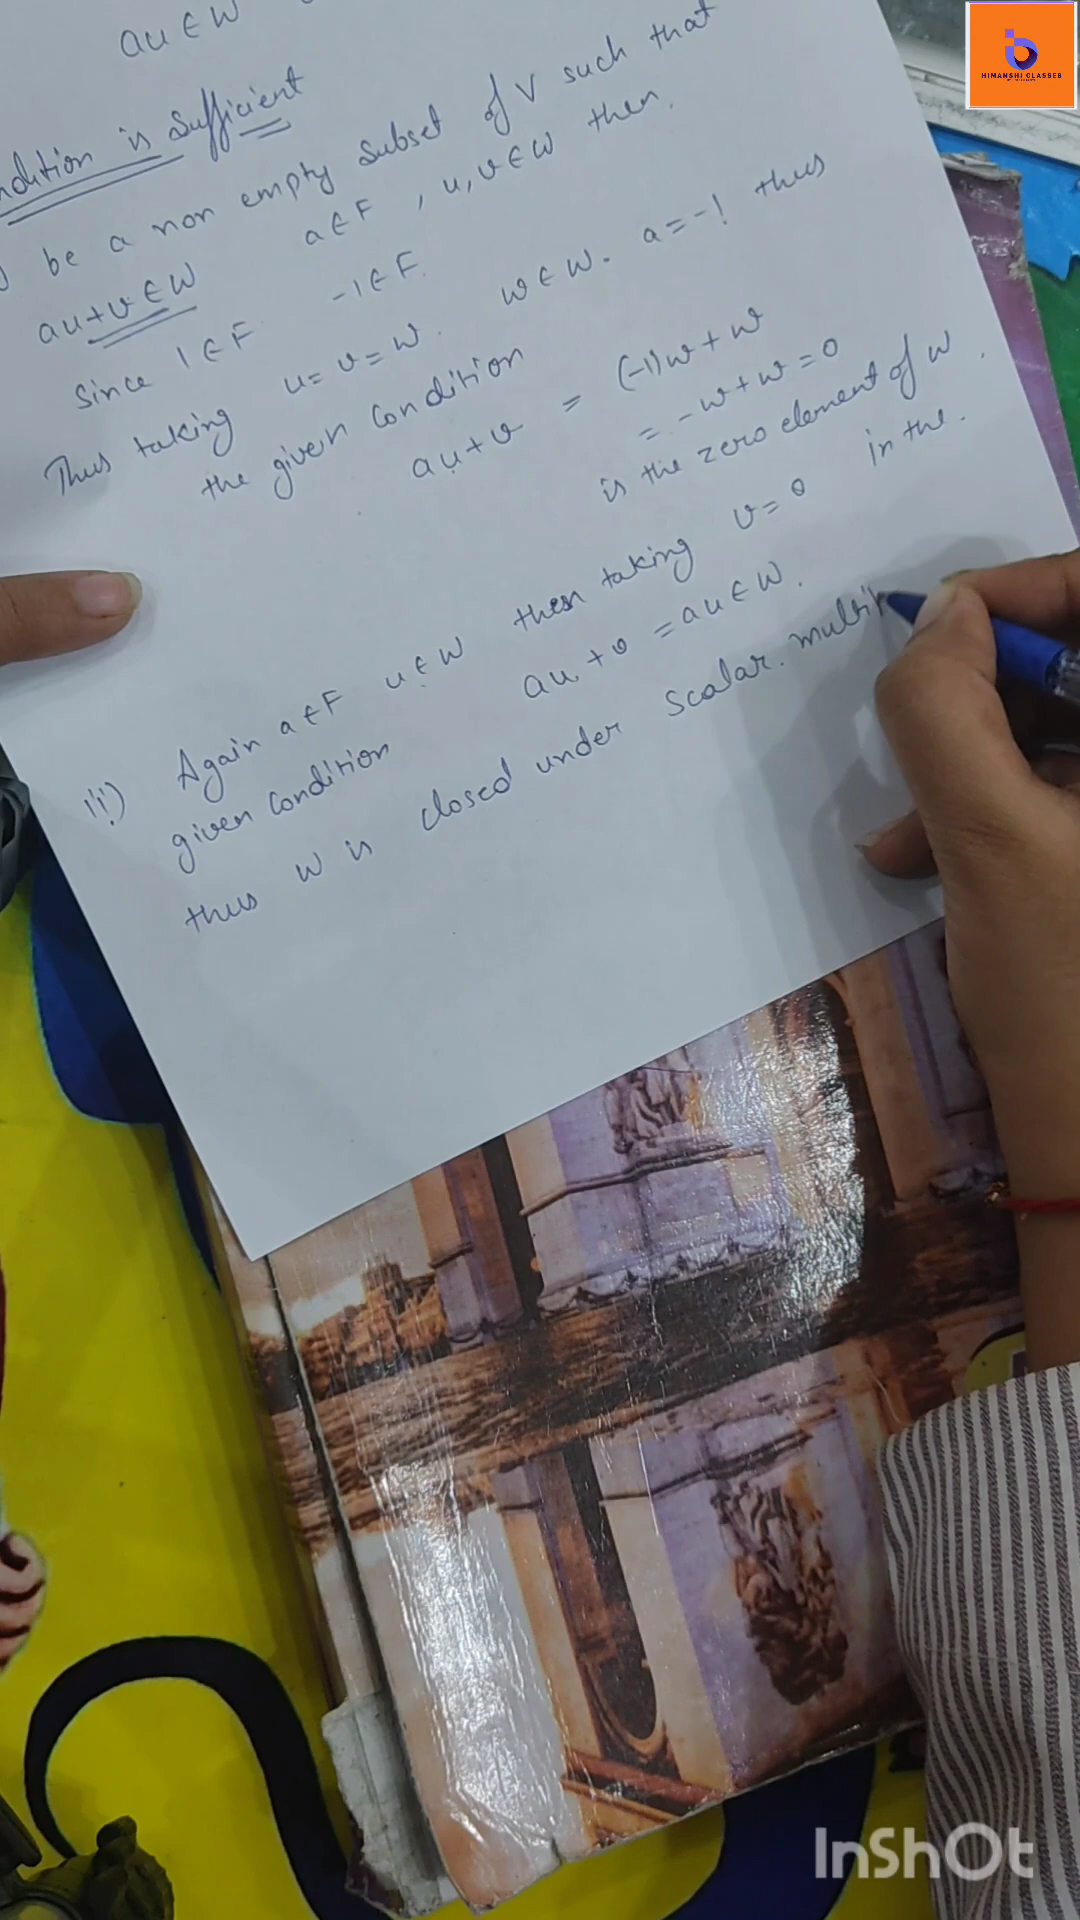 au ∈ W
ndition is sufficient
be a non empty subset of V such that
au+v ∈ W a ∈ F , u, v ∈ W then.
Since 1 ∈ F -1 ∈ F.
Thus taking u = v = w. w ∈ W. a = -1 thus
the given condition
au + v = (-1)w + w
= -w + w = 0
is the zero element of W.
ii) Again a ∈ F u ∈ W then taking v = 0 in the.
given condition au + 0 = au ∈ W.
thus W is closed under scalar. multip
HIMANSHI CLASSES
InShOt